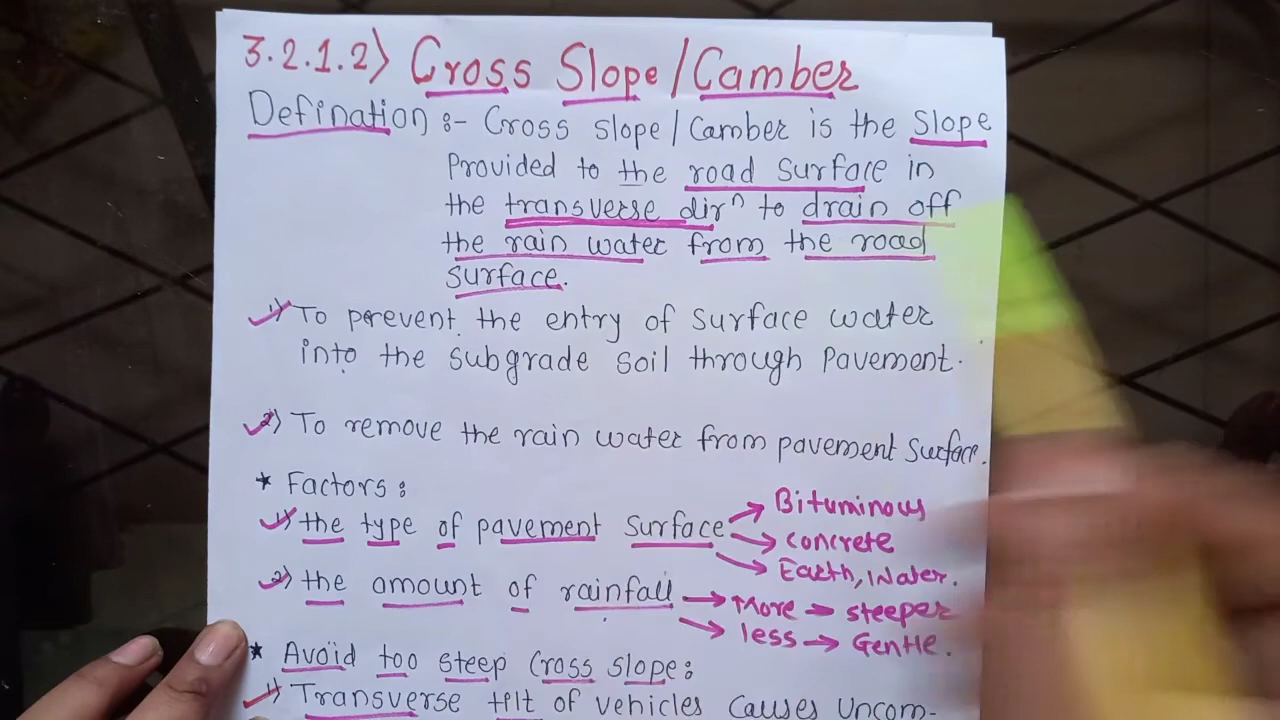 3.2.1.2) Cross Slope/Camber
Defination :- Cross slope/Camber is the Slope
Provided to the road surface in
the transverse dirⁿ to drain off
the rain water from the road
surface.
1) To perevent the entry of surface water
into the subgrade soil through pavement.
2) To remove the rain water from pavement surface.
* Factors :
1) the type of pavement surface → Bituminous
→ concrete
→ Earth, Water.
2) the amount of rainfall → More → steeper
→ less → Gentle.
* Avoid too steep Cross slope :
1) Transverse tilt of vehicles causes uncom-